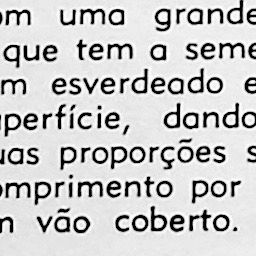 om uma grande
que tem a seme
m esverdeado e
perfície, dando
uas proporções s
omprimento por
m vão coberto.